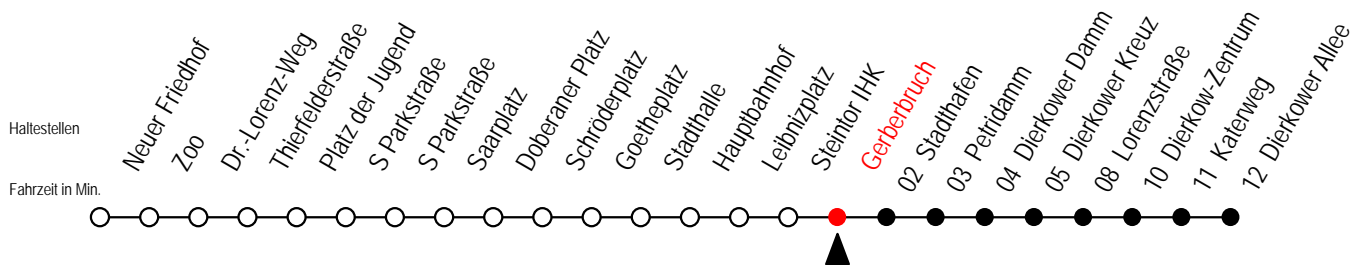 Haltestellen
Neuer Friedhof
Zoo
Dr.-Lorenz-Weg
Thierfelderstraße
Platz der Jugend
S Parkstraße
S Parkstraße
Saarplatz
Doberaner Platz
Schröderplatz
Goetheplatz
Stadthalle
Hauptbahnhof
Leibnizplatz
Steintor IHK
Gerberbruch
02 Stadthafen
03 Petridamm
04 Dierkower Damm
05 Dierkower Kreuz
08 Lorenzstraße
10 Dierkow-Zentrum
11 Katerweg
12 Dierkower Allee
Fahrzeit in Min.